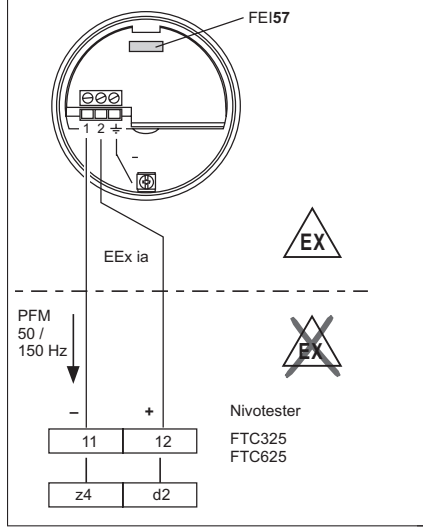 FEI57
1 2
EEx ia
EX
EX
PFM
50 /
150 Hz
– +
Nivotester
11 12
FTC325
FTC625
z4 d2